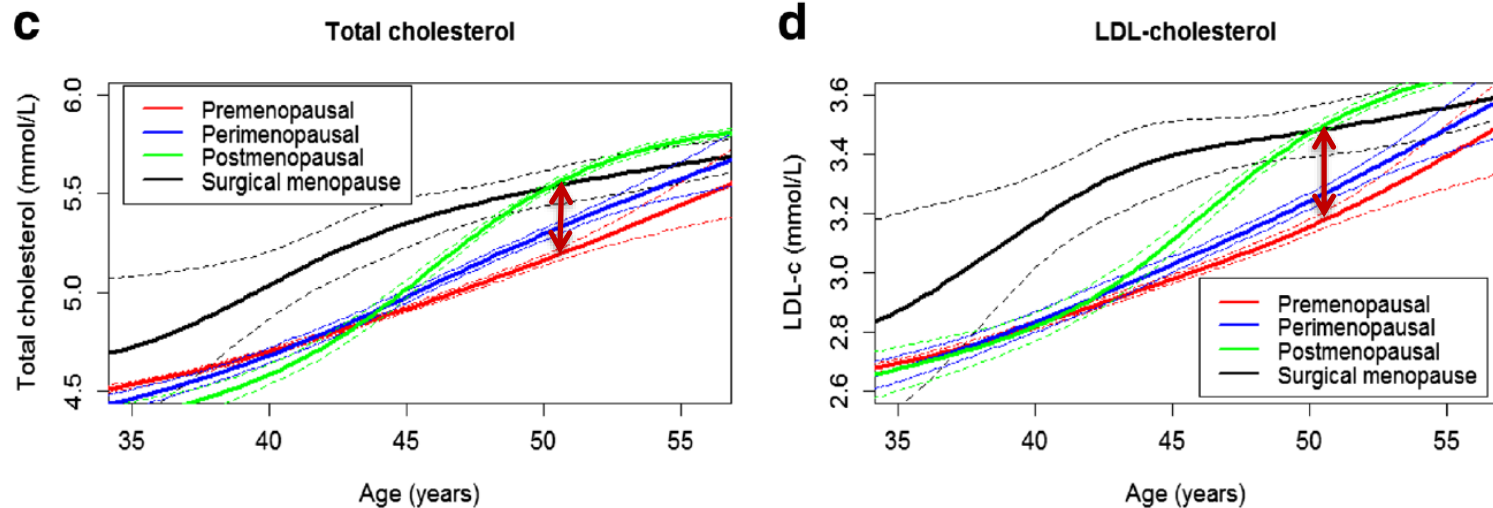 c
Total cholesterol
Total cholesterol (mmol/L)
6.0
5.5
5.0
4.5
Premenopausal
Perimenopausal
Postmenopausal
Surgical menopause
35
40
45
50
55
Age (years)
d
LDL-cholesterol
LDL-c (mmol/L)
3.6
3.4
3.2
3.0
2.8
2.6
Premenopausal
Perimenopausal
Postmenopausal
Surgical menopause
35
40
45
50
55
Age (years)